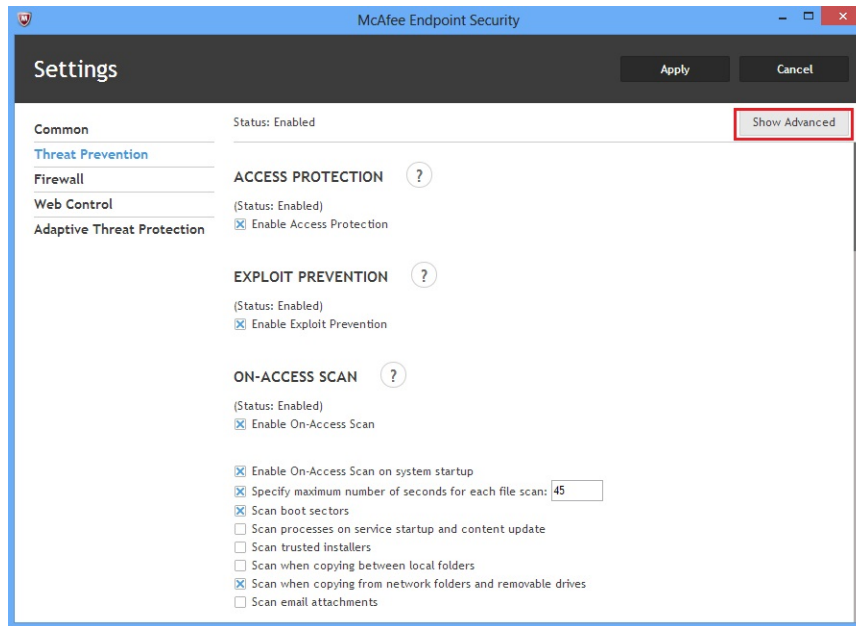 McAfee Endpoint Security
Settings
Apply
Cancel
Common
Threat Prevention
Firewall
Web Control
Adaptive Threat Protection
Status: Enabled
Show Advanced
ACCESS PROTECTION ?
(Status: Enabled)
Enable Access Protection
EXPLOIT PREVENTION ?
(Status: Enabled)
Enable Exploit Prevention
ON-ACCESS SCAN ?
(Status: Enabled)
Enable On-Access Scan
Enable On-Access Scan on system startup
Specify maximum number of seconds for each file scan: 45
Scan boot sectors
Scan processes on service startup and content update
Scan trusted installers
Scan when copying between local folders
Scan when copying from network folders and removable drives
Scan email attachments